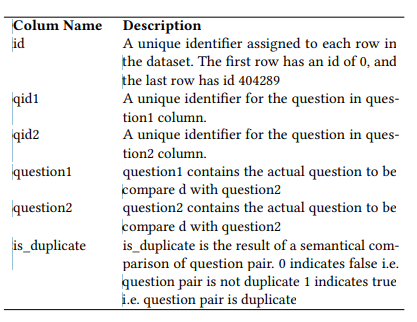 Colum Name Description
id A unique identifier assigned to each row in
the dataset. The first row has an id of 0, and
the last row has id 404289
qid1 A unique identifier for the question in ques-
tion1 column.
qid2 A unique identifier for the question in ques-
tion2 column.
question1 question1 contains the actual question to be
compare d with question2
question2 question2 contains the actual question to be
compare d with question2
is_duplicate is_duplicate is the result of a semantical com-
parison of question pair. 0 indicates false i.e.
question pair is not duplicate 1 indicates true
i.e. question pair is duplicate